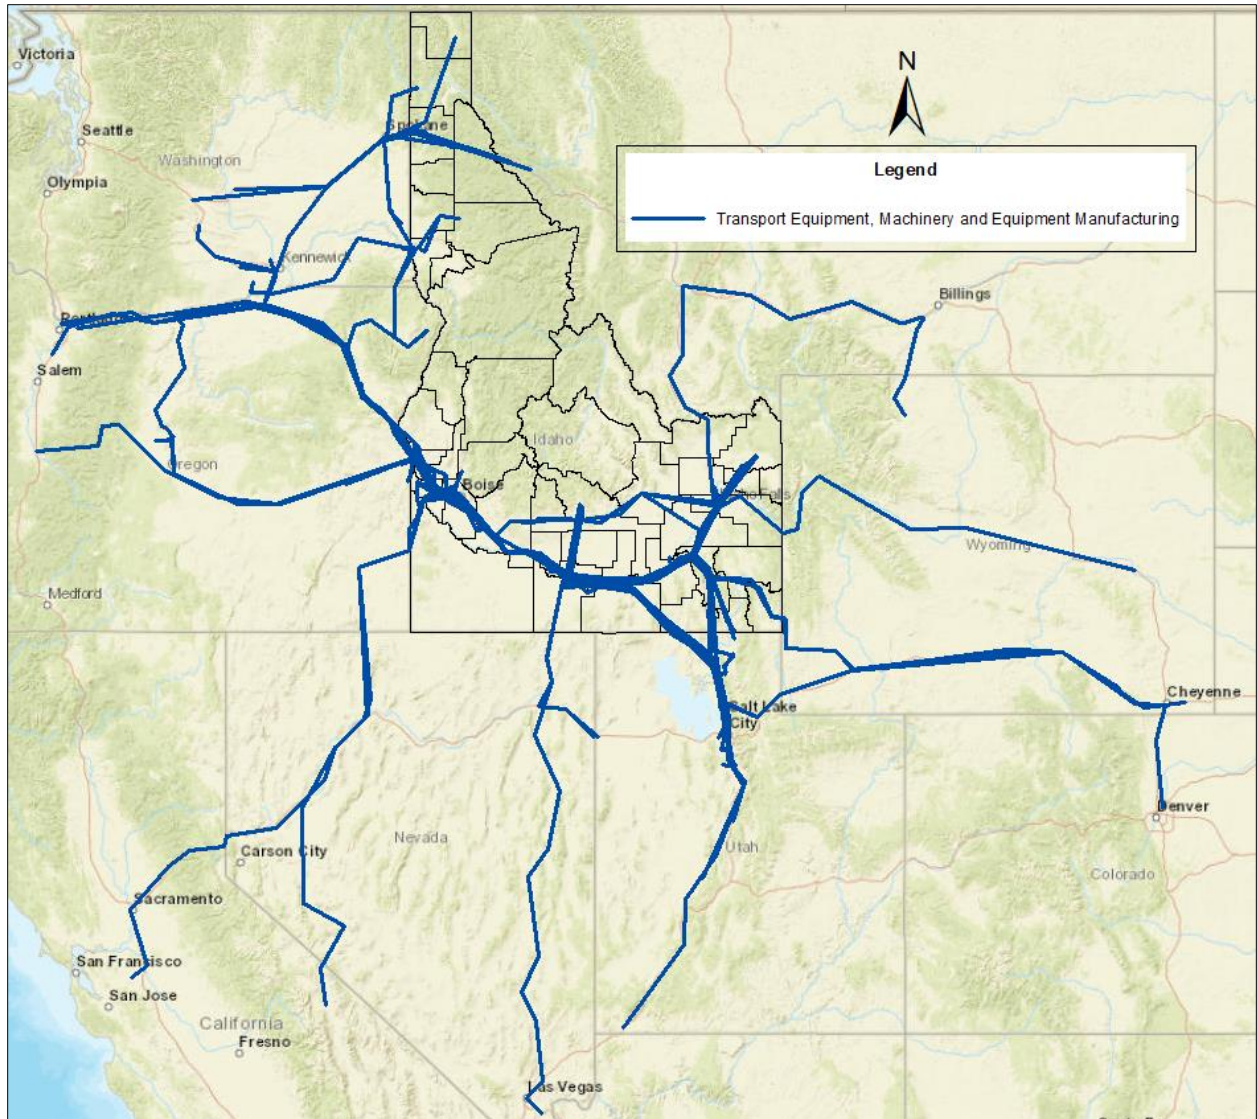 Victoria
N
Spokane
Seattle
Washington
Legend
Olympia
Transport Equipment, Machinery and Equipment Manufacturing
Kennewick
Billings
Salem
Idaho
Oregon
Boise
Falls
Wyoming
Medford
Cheyenne
Salt Lake
City
Denver
Nevada
Carson City
Utah
Colorado
Sacramento
San Francisco
San Jose
California
Fresno
Las Vegas